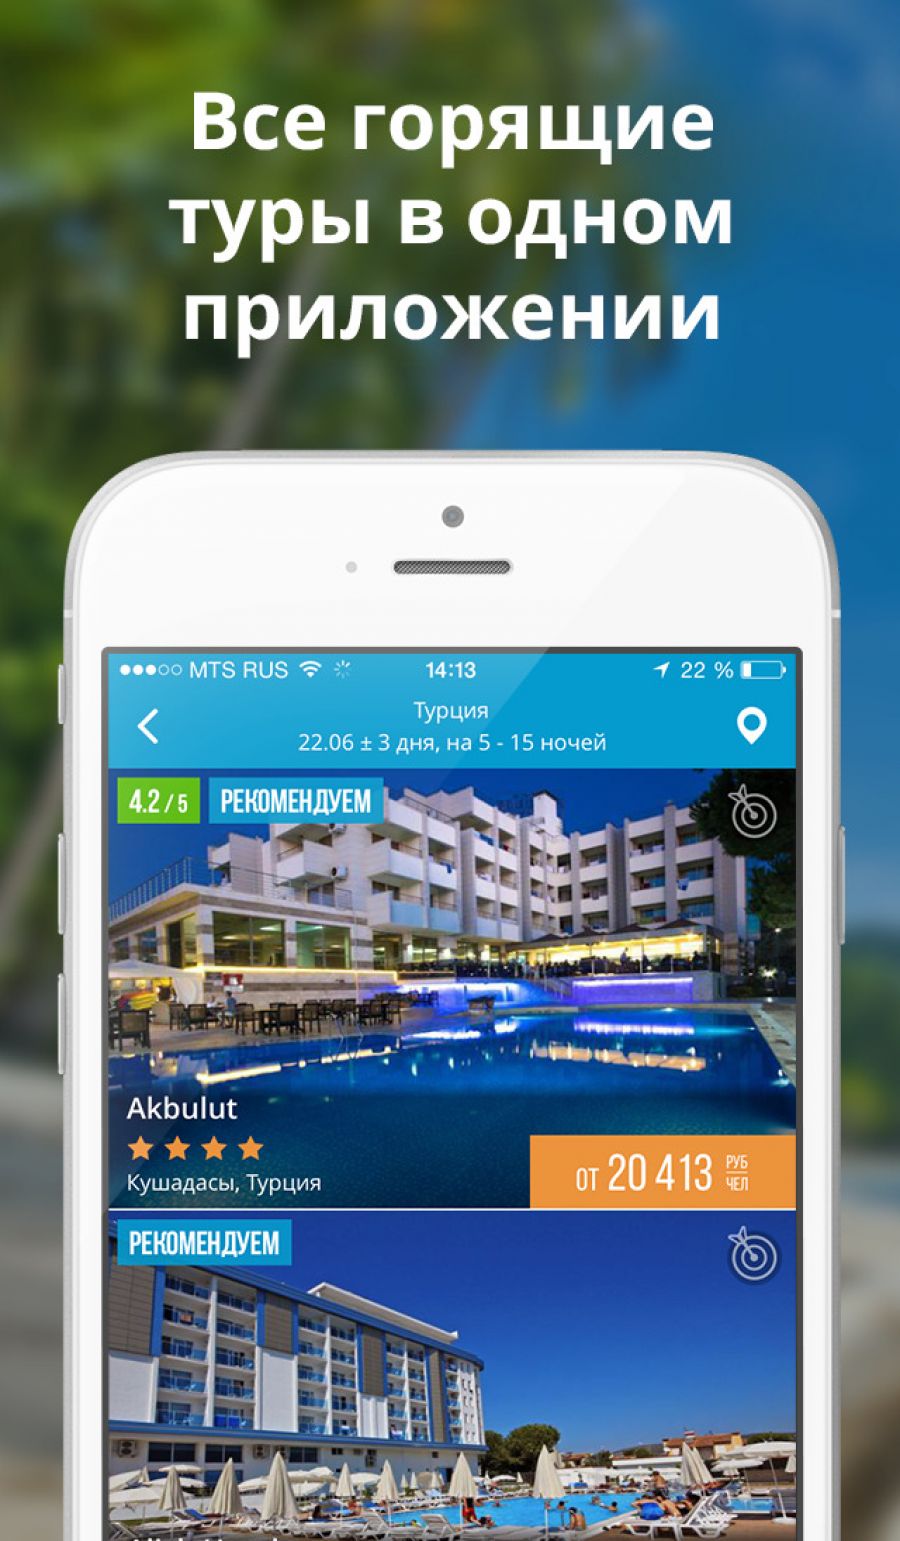 Все горящие
туры в одном
приложении
MTS RUS 14:13 22 %
Турция
22.06 ± 3 дня, на 5 - 15 ночей
4.2 / 5 РЕКОМЕНДУЕМ
Akbulut
Кушадасы, Турция
от 20 413 РУБ ЧЕЛ
РЕКОМЕНДУЕМ